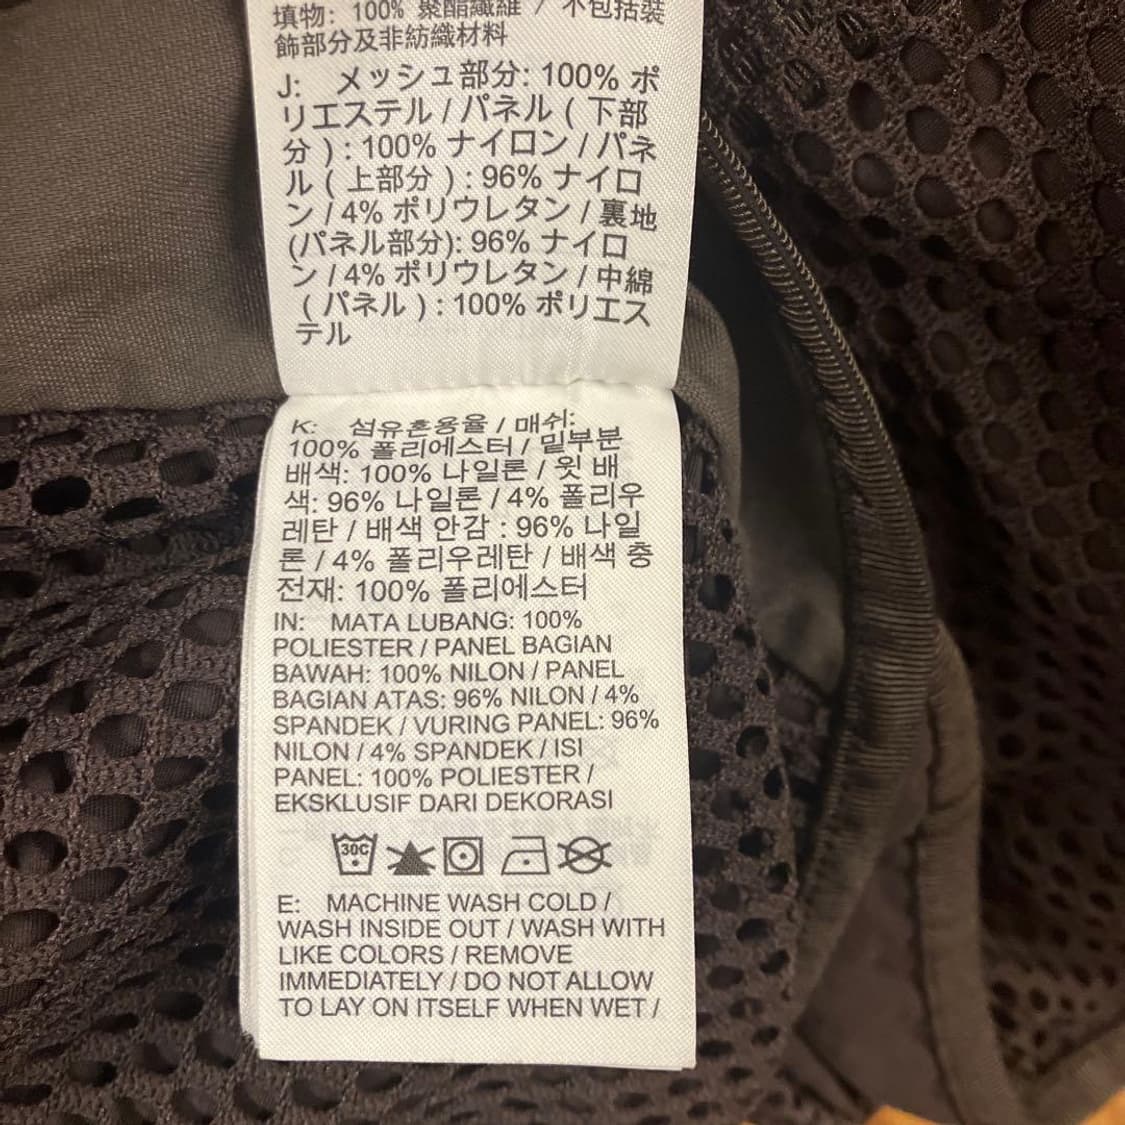 填物: 100% 聚酯纖維 / 不包括裝
飾部分及非紡織材料
J: メッシュ部分: 100% ポ
リエステル / パネル ( 下部
分 ) : 100% ナイロン / パネ
ル ( 上部分 ) : 96% ナイロ
ン / 4% ポリウレタン / 裏地
(パネル部分): 96% ナイロ
ン / 4% ポリウレタン / 中綿
( パネル ) : 100% ポリエス
テル
K: 섬유혼용율 / 매쉬:
100% 폴리에스터 / 밑부분
배색: 100% 나일론 / 윗 배
색: 96% 나일론 / 4% 폴리우
레탄 / 배색 안감 : 96% 나일
론 / 4% 폴리우레탄 / 배색 충
전재: 100% 폴리에스터
IN: MATA LUBANG: 100%
POLIESTER / PANEL BAGIAN
BAWAH: 100% NILON / PANEL
BAGIAN ATAS: 96% NILON / 4%
SPANDEK / VURING PANEL: 96%
NILON / 4% SPANDEK / ISI
PANEL: 100% POLIESTER /
EKSKLUSIF DARI DEKORASI
30C
E: MACHINE WASH COLD /
WASH INSIDE OUT / WASH WITH
LIKE COLORS / REMOVE
IMMEDIATELY / DO NOT ALLOW
TO LAY ON ITSELF WHEN WET /